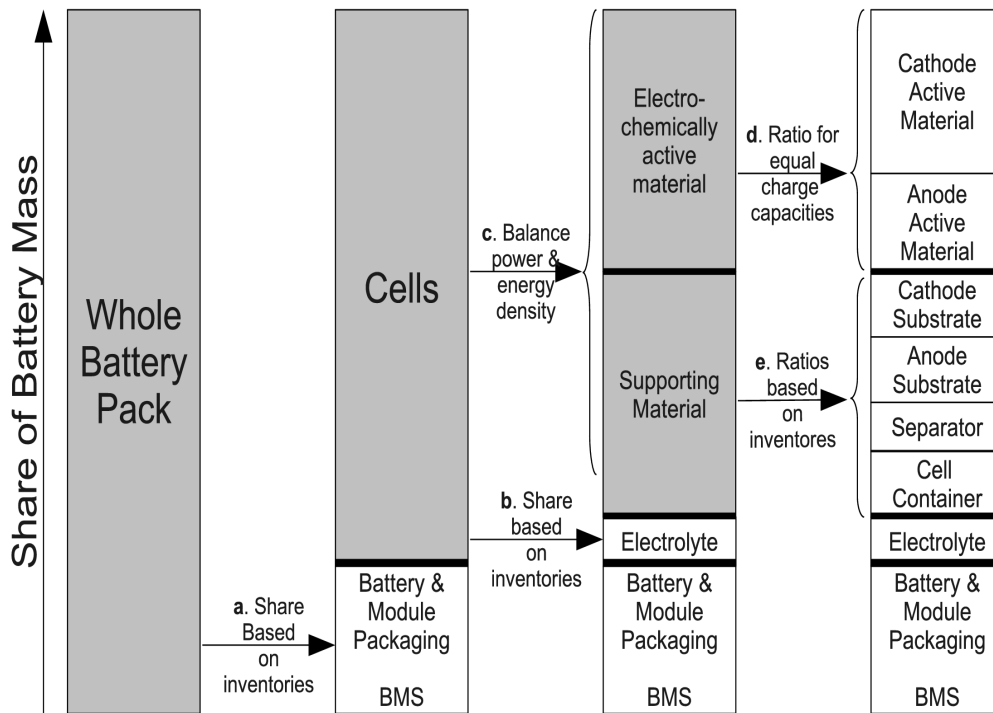 Share of Battery Mass
Whole
Battery
Pack
a. Share
Based
on
inventories
Cells
Battery &
Module
Packaging
BMS
c. Balance
power &
energy
density
b. Share
based
on
inventories
Electro-
chemically
active
material
Supporting
Material
Electrolyte
Battery &
Module
Packaging
BMS
d. Ratio for
equal
charge
capacities
e. Ratios
based
on
inventores
Cathode
Active
Material
Anode
Active
Material
Cathode
Substrate
Anode
Substrate
Separator
Cell
Container
Electrolyte
Battery &
Module
Packaging
BMS